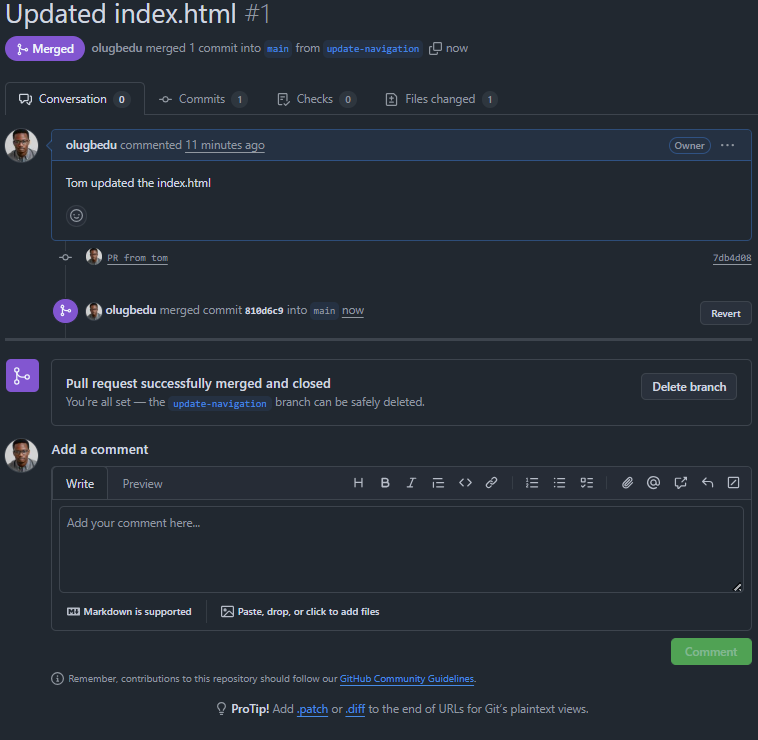 Updated index.html #1
Merged olugbedu merged 1 commit into main from update-navigation now
Conversation 0 Commits 1 Checks 0 Files changed 1
olugbedu commented 11 minutes ago Owner
Tom updated the index.html
PR from tom 7db4d08
olugbedu merged commit 810d6c9 into main now Revert
Pull request successfully merged and closed
You're all set — the update-navigation branch can be safely deleted.
Delete branch
Add a comment
Write Preview
Add your comment here...
Markdown is supported Paste, drop, or click to add files
Comment
Remember, contributions to this repository should follow our GitHub Community Guidelines.
ProTip! Add .patch or .diff to the end of URLs for Git's plaintext views.